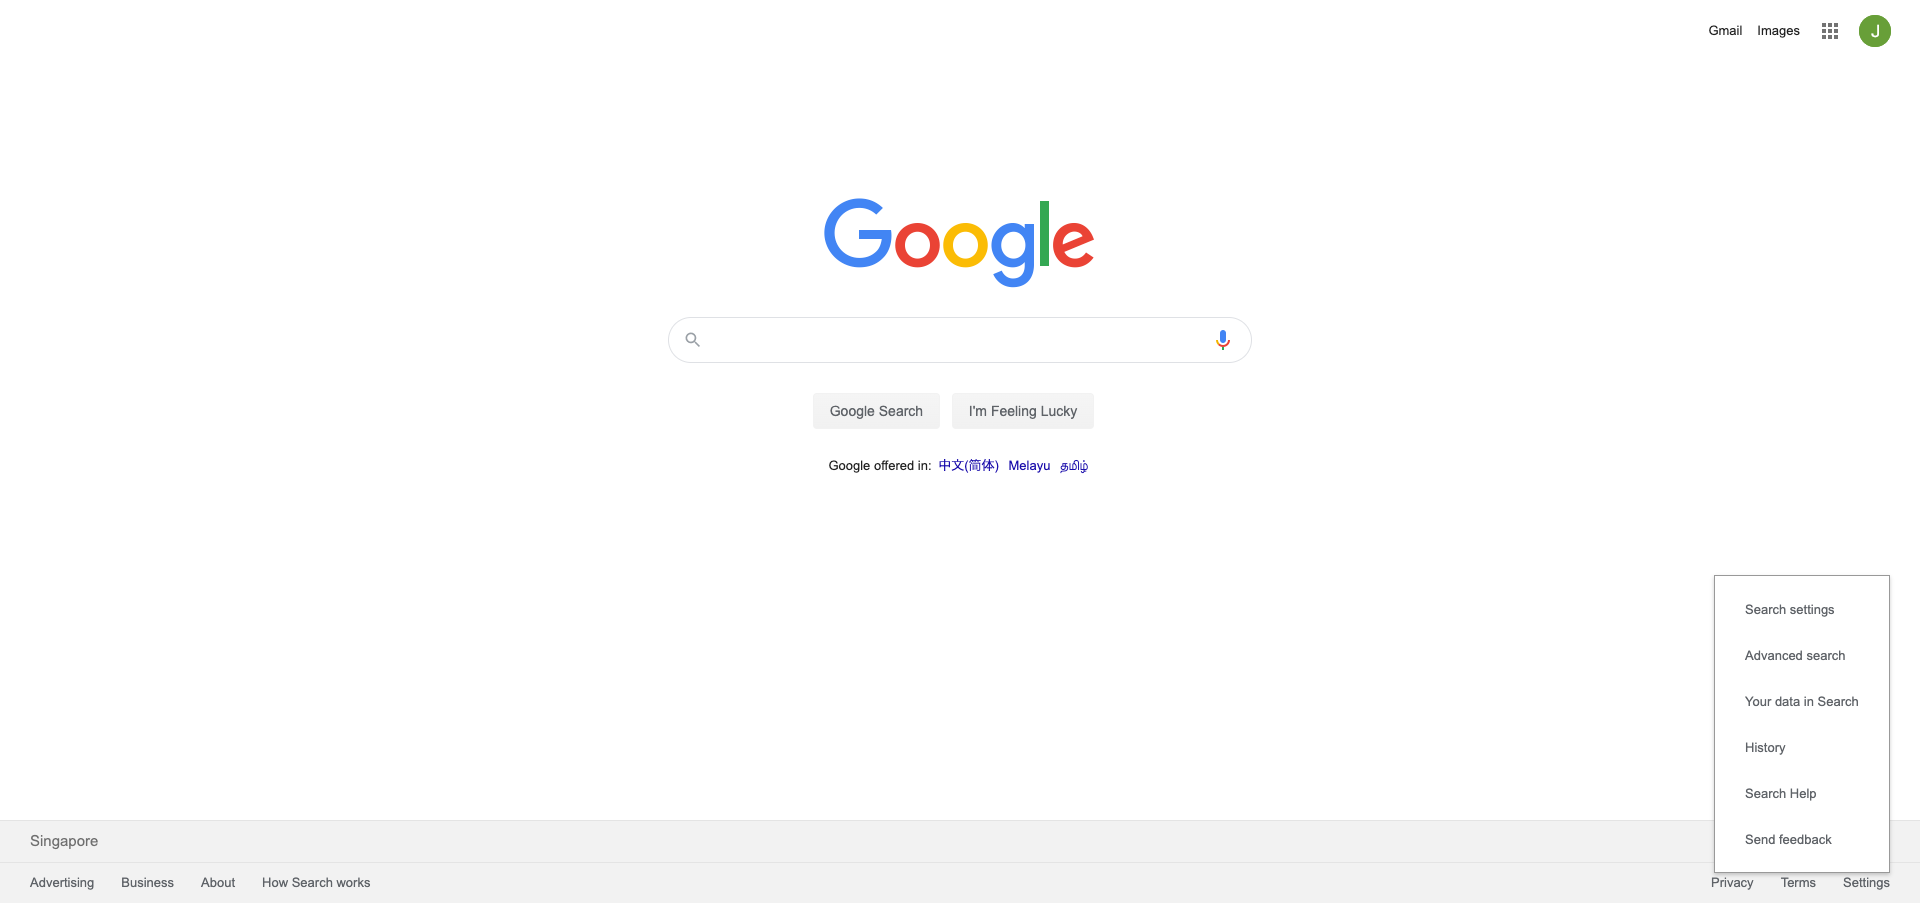 Gmail Images J
Google
Google Search I'm Feeling Lucky
Google offered in: 中文(简体) Melayu தமிழ்
Search settings
Advanced search
Your data in Search
History
Search Help
Send feedback
Singapore
Advertising Business About How Search works Privacy Terms Settings